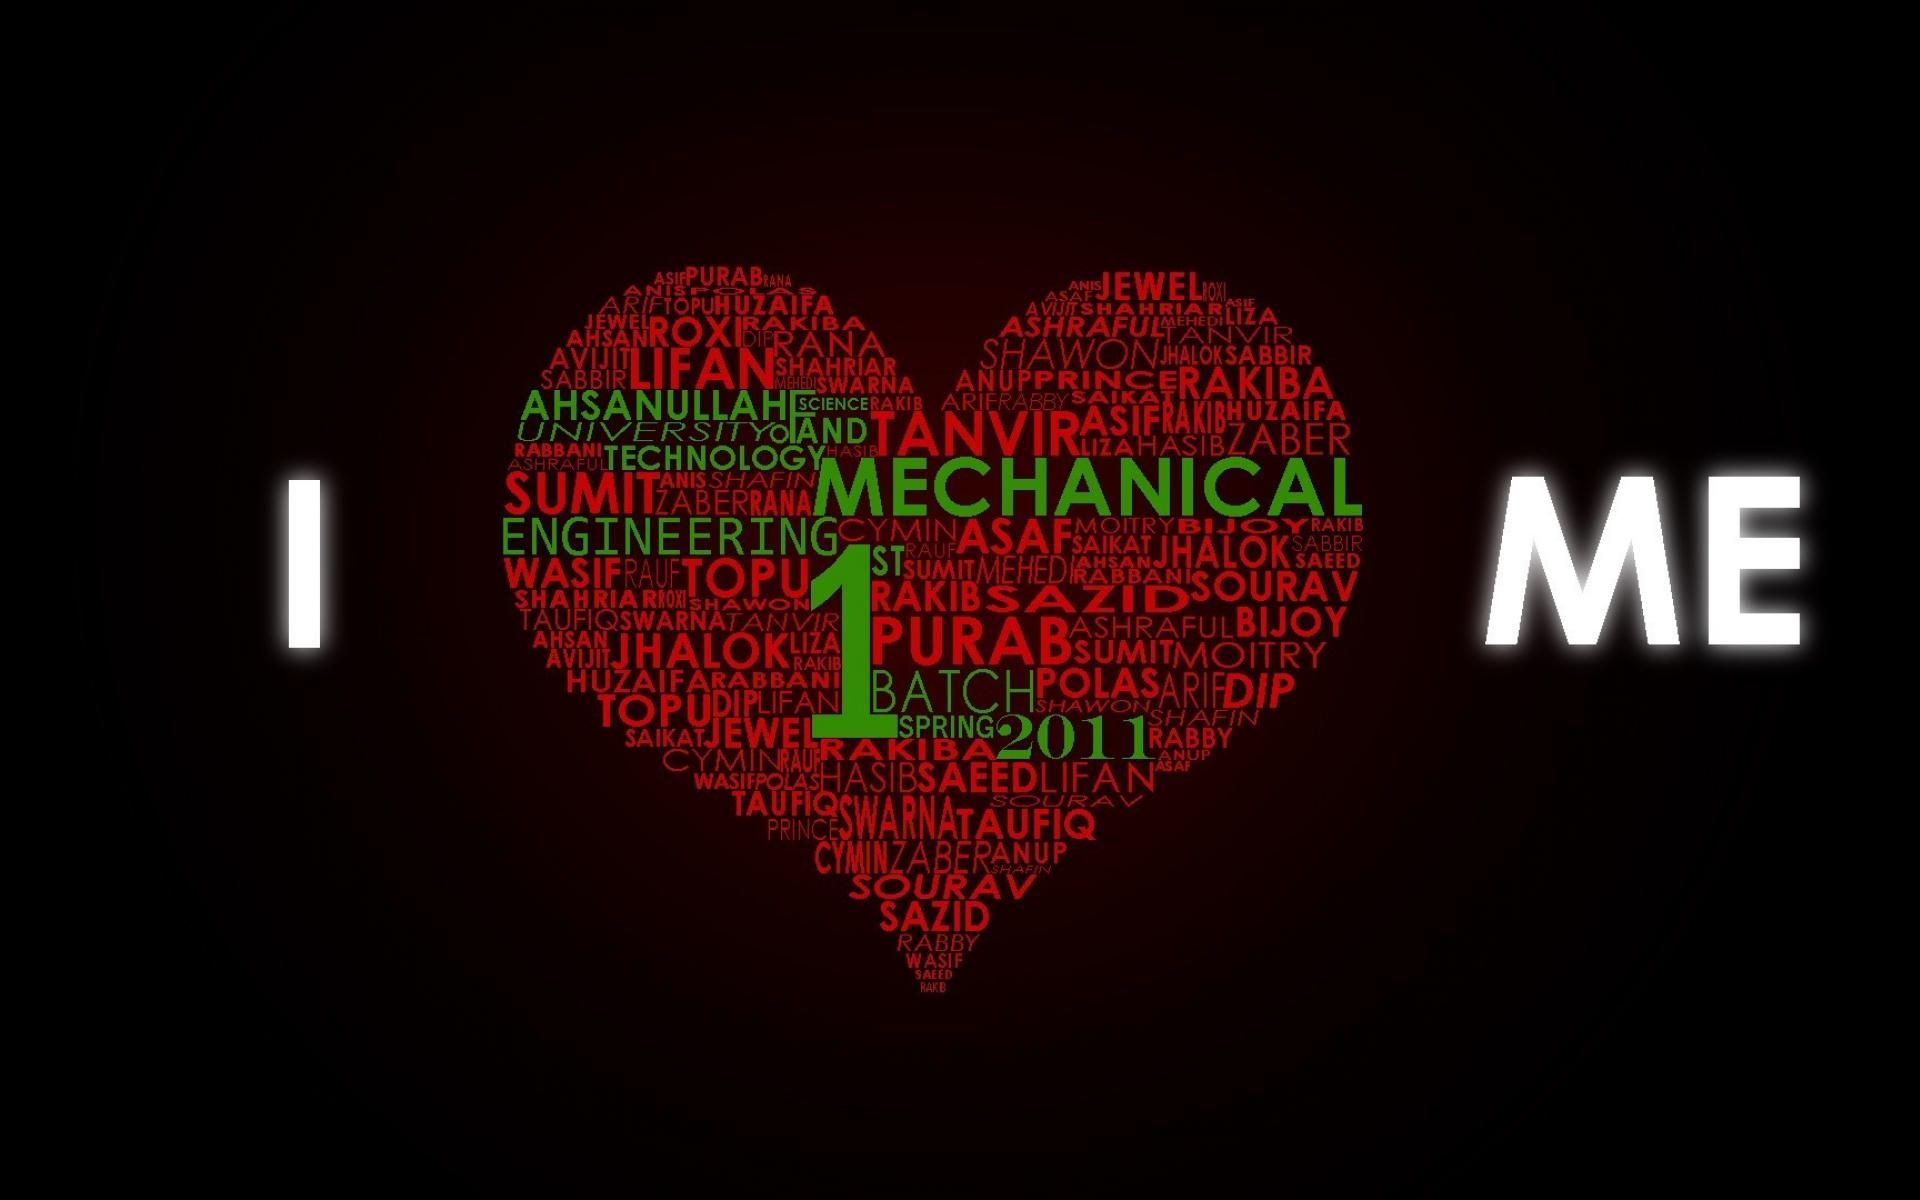 I
ASIF PURAB RANA
ANIS POLAS
ARIF TOPU HUZAIFA
JEWEL ROXI RAKIBA
AHSAN DIP RANA
AVIJIT LIFAN SHAHRIAR
SABBIR MEHEDI SWARNA
ANIS JEWEL ROXI
ASAF ASIF
AVIJIT SHAHRIAR LIZA
ASHRAFUL MEHEDI TANVIR
SHAWON JHALOK SABBIR
ANUP PRINCE RAKIBA
ARIF RABBY SAIKAT
AHSANULLAH SCIENCE RAKIB TANVIR ASIF RAKIB HUZAIFA
UNIVERSITY OF AND LIZA HASIB ZABER
RABBANI TECHNOLOGY HASIB
ASHRAFUL
SUMIT ANIS SHAFIN MECHANICAL
ZABER RANA
ENGINEERING CYMIN ASAF MOITRY BIJOY RAKIB
1 ST RAUF SAIKAT JHALOK SABBIR
WASIF RAUF TOPU SUMIT MEHEDI AHSAN SAEED
RABBANI SOURAV
SHAHRIAR ROXI SHAWON RAKIB SAZID
TAUFIQ SWARNA TANVIR PURAB ASHRAFUL BIJOY
AHSAN JHALOK LIZA SUMIT MOITRY
AVIJIT RAKIB
HUZAIFA RABBANI BATCH POLAS ARIF DIP
TOPU DIP LIFAN SHAWON SHAFIN
SAIKAT JEWEL SPRING 2011 RABBY
CYMIN RAUF RAKIBA ANUP
WASIF POLAS HASIB SAEED LIFAN ASAF
TAUFIQ SWARNA SOURAV
PRINCE TAUFIQ
CYMIN ZABER ANUP
SHAFIN
SOURAV
SAZID
RABBY
WASIF
SAEED
RAKIB
ME